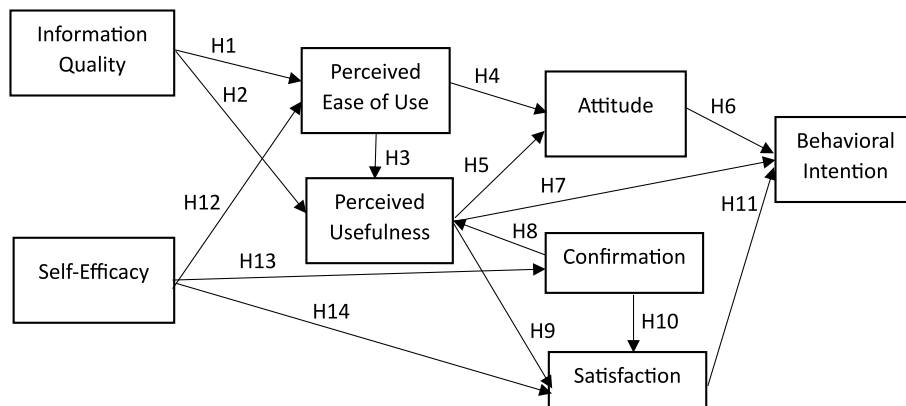 Information
Quality
H1
H2
Perceived
Ease of Use
H4
Attitude
H6
Behavioral
Intention
H3
H5
H7
H12
Perceived
Usefulness
H8
H11
Self-Efficacy
H13
Confirmation
H14
H9
H10
Satisfaction